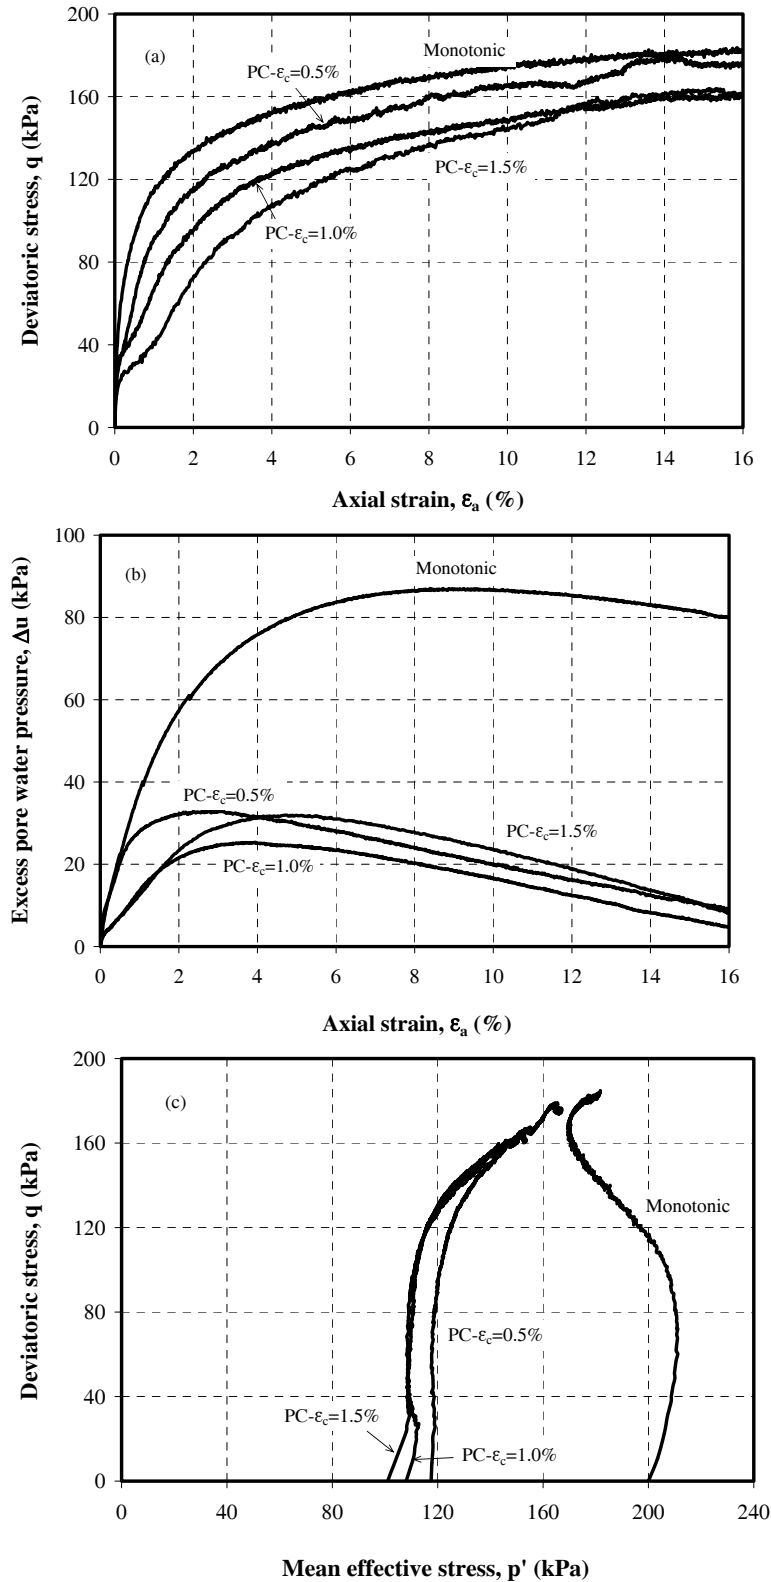 200
160
120
80
40
0
Deviatoric stress, q (kPa)
(a)
Monotonic
PC-εc=0.5%
PC-εc=1.5%
PC-εc=1.0%
0 2 4 6 8 10 12 14 16
Axial strain, εa (%)
100
80
60
40
20
0
Excess pore water pressure, Δu (kPa)
(b)
Monotonic
PC-εc=0.5%
PC-εc=1.5%
PC-εc=1.0%
0 2 4 6 8 10 12 14 16
Axial strain, εa (%)
200
160
120
80
40
0
Deviatoric stress, q (kPa)
(c)
Monotonic
PC-εc=0.5%
PC-εc=1.5%
PC-εc=1.0%
0 40 80 120 160 200 240
Mean effective stress, p' (kPa)